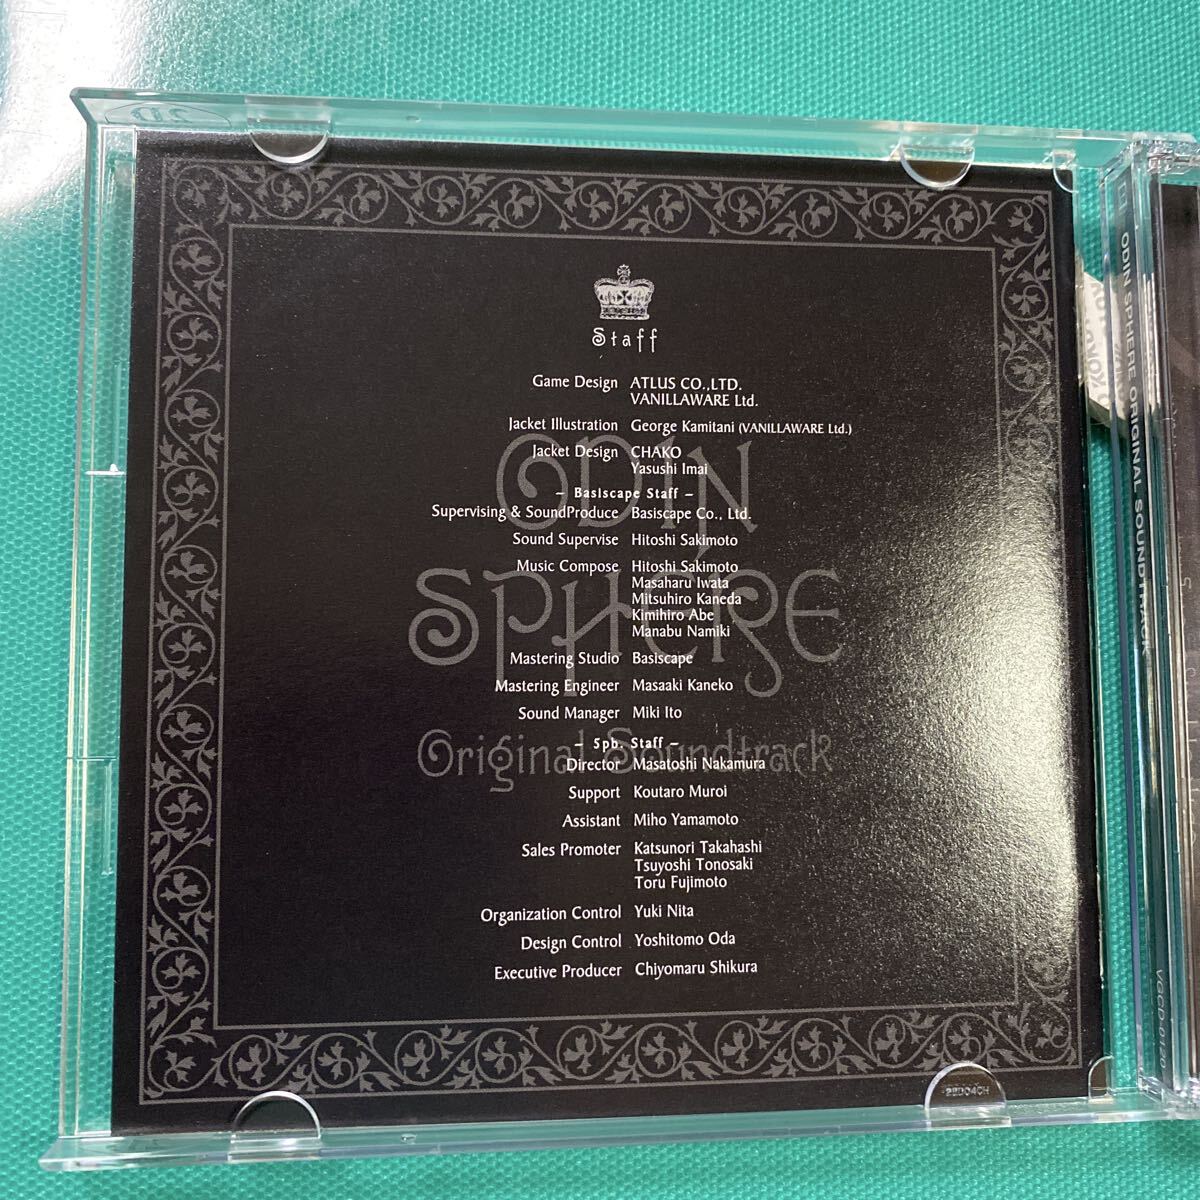 Staff
Game Design ATLUS CO.,LTD.
VANILLAWARE Ltd.
Jacket Illustration George Kamitani (VANILLAWARE Ltd.)
Jacket Design CHAKO
Yasushi Imai
– Basiscape Staff –
Supervising & SoundProduce Basiscape Co., Ltd.
Sound Supervise Hitoshi Sakimoto
Music Compose Hitoshi Sakimoto
Masaharu Iwata
Mitsuhiro Kaneda
Kimihiro Abe
Manabu Namiki
Mastering Studio Basiscape
Mastering Engineer Masaaki Kaneko
Sound Manager Miki Ito
– 5pb. Staff –
Director Masatoshi Nakamura
Support Koutaro Muroi
Assistant Miho Yamamoto
Sales Promoter Katsunori Takahashi
Tsuyoshi Tonosaki
Toru Fujimoto
Organization Control Yuki Nita
Design Control Yoshitomo Oda
Executive Producer Chiyomaru Shikura
ODIN
SPHERE
Original Soundtrack
ODIN SPHERE ORIGINAL SOUNDTRACK
VGCD-0120